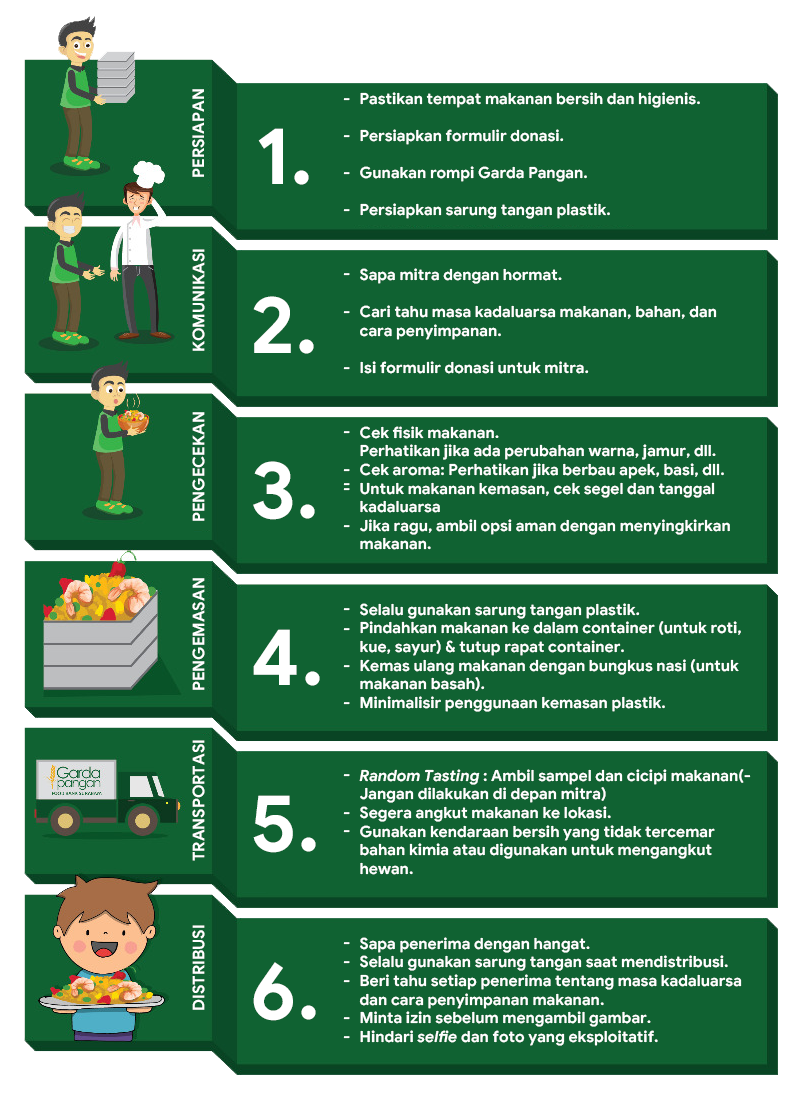 PERSIAPAN
1.
- Pastikan tempat makanan bersih dan higienis.
- Persiapkan formulir donasi.
- Gunakan rompi Garda Pangan.
- Persiapkan sarung tangan plastik.
KOMUNIKASI
2.
- Sapa mitra dengan hormat.
- Cari tahu masa kadaluarsa makanan, bahan, dan
cara penyimpanan.
- Isi formulir donasi untuk mitra.
PENGECEKAN
3.
- Cek fisik makanan.
Perhatikan jika ada perubahan warna, jamur, dll.
- Cek aroma: Perhatikan jika berbau apek, basi, dll.
- Untuk makanan kemasan, cek segel dan tanggal
kadaluarsa
- Jika ragu, ambil opsi aman dengan menyingkirkan
makanan.
PENGEMASAN
4.
- Selalu gunakan sarung tangan plastik.
- Pindahkan makanan ke dalam container (untuk roti,
kue, sayur) & tutup rapat container.
- Kemas ulang makanan dengan bungkus nasi (untuk
makanan basah).
- Minimalisir penggunaan kemasan plastik.
TRANSPORTASI
Garda
pangan
FOOD BANK SURABAYA
5.
- Random Tasting : Ambil sampel dan cicipi makanan(-
Jangan dilakukan di depan mitra)
- Segera angkut makanan ke lokasi.
- Gunakan kendaraan bersih yang tidak tercemar
bahan kimia atau digunakan untuk mengangkut
hewan.
DISTRIBUSI
6.
- Sapa penerima dengan hangat.
- Selalu gunakan sarung tangan saat mendistribusi.
- Beri tahu setiap penerima tentang masa kadaluarsa
dan cara penyimpanan makanan.
- Minta izin sebelum mengambil gambar.
- Hindari selfie dan foto yang eksploitatif.